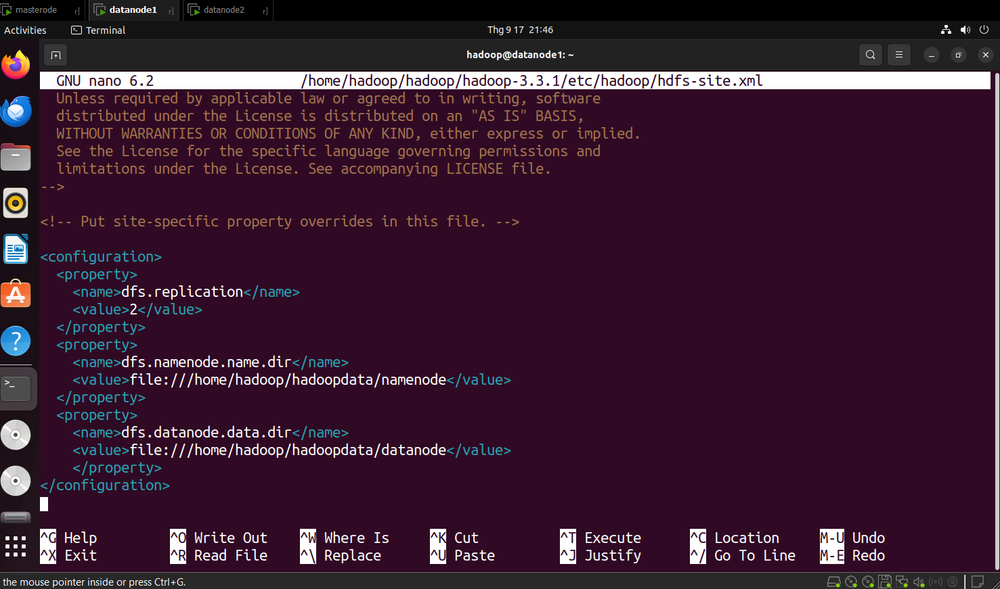 masterode r]
datanode1 r]
datanode2 r]
Activities
Terminal
Thg 9 17 21:46
hadoop@datanode1: ~
GNU nano 6.2 /home/hadoop/hadoop/hadoop-3.3.1/etc/hadoop/hdfs-site.xml
Unless required by applicable law or agreed to in writing, software
distributed under the License is distributed on an "AS IS" BASIS,
WITHOUT WARRANTIES OR CONDITIONS OF ANY KIND, either express or implied.
See the License for the specific language governing permissions and
limitations under the License. See accompanying LICENSE file.
-->
<!-- Put site-specific property overrides in this file. -->
<configuration>
<property>
<name>dfs.replication</name>
<value>2</value>
</property>
<property>
<name>dfs.namenode.name.dir</name>
<value>file:///home/hadoop/hadoopdata/namenode</value>
</property>
<property>
<name>dfs.datanode.data.dir</name>
<value>file:///home/hadoop/hadoopdata/datanode</value>
</property>
</configuration>
^G Help ^O Write Out ^W Where Is ^K Cut ^T Execute ^C Location M-U Undo
^X Exit ^R Read File ^\ Replace ^U Paste ^J Justify ^/ Go To Line M-E Redo
the mouse pointer inside or press Ctrl+G.